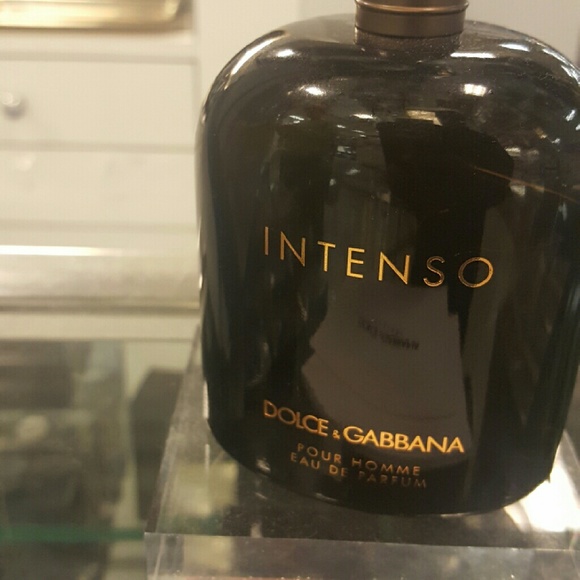 INTENSO
DOLCE & GABBANA
POUR HOMME
EAU DE PARFUM